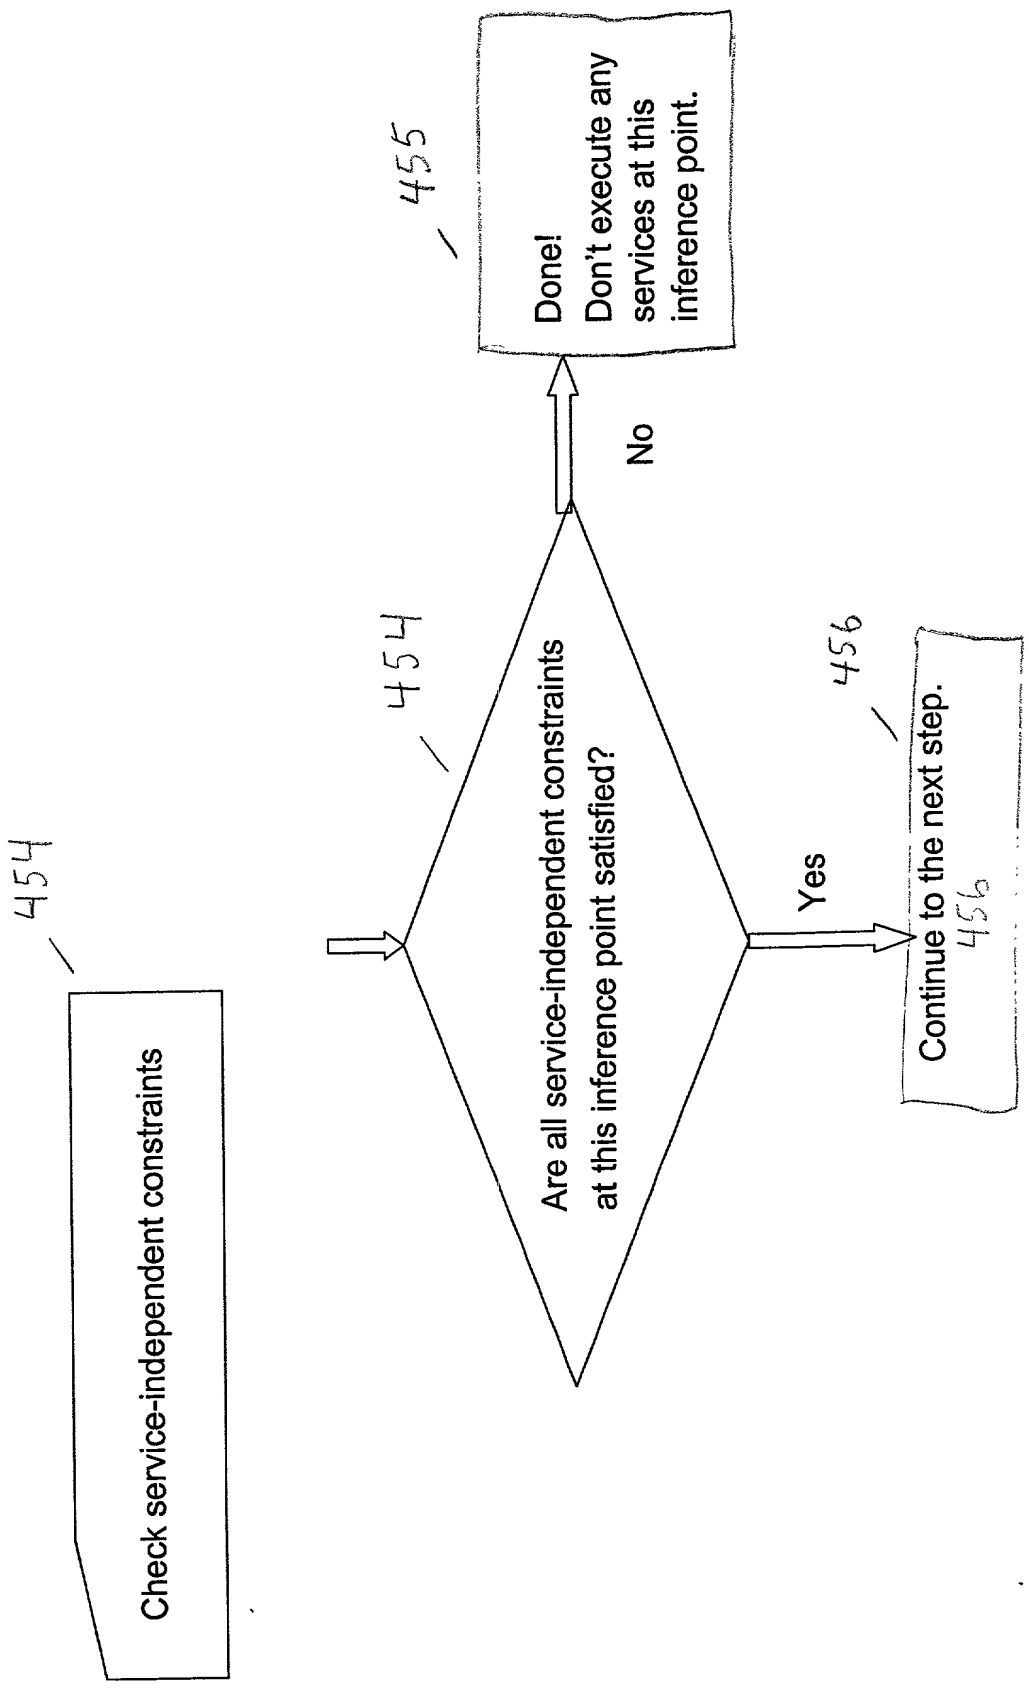 454
Check service-independent constraints
454
Are all service-independent constraints
at this inference point satisfied?
No
455
Done!
Don't execute any
services at this
inference point.
Yes
456
Continue to the next step.
456